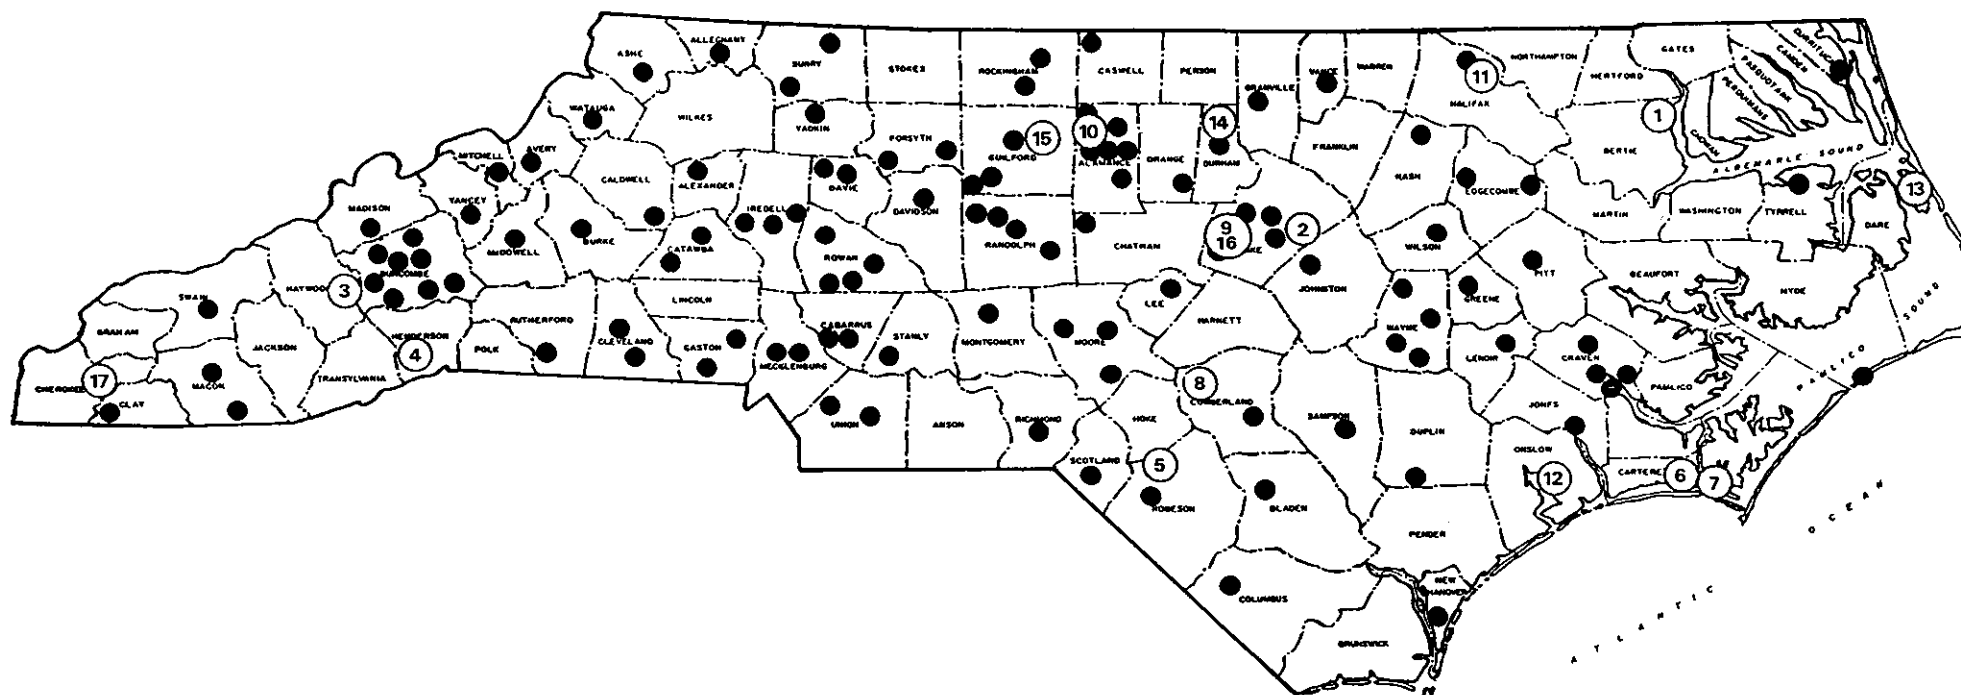 ASHE
ALLEGHANY
SURRY
STOKES
ROCKINGHAM
CASWELL
PERSON
GRANVILLE
VANCE
WARREN
NORTHAMPTON
HERTFORD
GATES
CURRITUCK
CAMDEN
PASQUOTANK
PERQUIMANS
CHOWAN
11
HALIFAX
1
BERTIE
WATAUGA
WILKES
YADKIN
FORSYTH
GUILFORD
15
10
ALAMANCE
ORANGE
14
DURHAM
FRANKLIN
NASH
EDGECOMBE
ALBEMARLE SOUND
MITCHELL
AVERY
CALDWELL
ALEXANDER
IREDELL
DAVIE
DAVIDSON
MADISON
YANCEY
MARTIN
WASHINGTON
TYRRELL
13
DARE
BUNCOMBE
McDOWELL
BURKE
CATAWBA
ROWAN
RANDOLPH
CHATHAM
9
16
WAKE
2
WILSON
PITT
BEAUFORT
HYDE
SWAIN
HAYWOOD
3
JOHNSTON
GREENE
GRAHAM
JACKSON
HENDERSON
4
RUTHERFORD
POLK
CLEVELAND
LINCOLN
GASTON
MECKLENBURG
CABARRUS
STANLY
MONTGOMERY
MOORE
LEE
HARNETT
WAYNE
LENOIR
CRAVEN
PAMLICO
PAMLICO SOUND
CHEROKEE
17
CLAY
MACON
TRANSYLVANIA
UNION
ANSON
RICHMOND
HOKE
8
CUMBERLAND
SAMPSON
DUPLIN
JONES
SCOTLAND
5
ROBESON
BLADEN
ONSLOW
12
CARTERE
6
7
PENDER
COLUMBUS
NEW
HANOVER
BRUNSWICK
ATLANTIC OCEAN